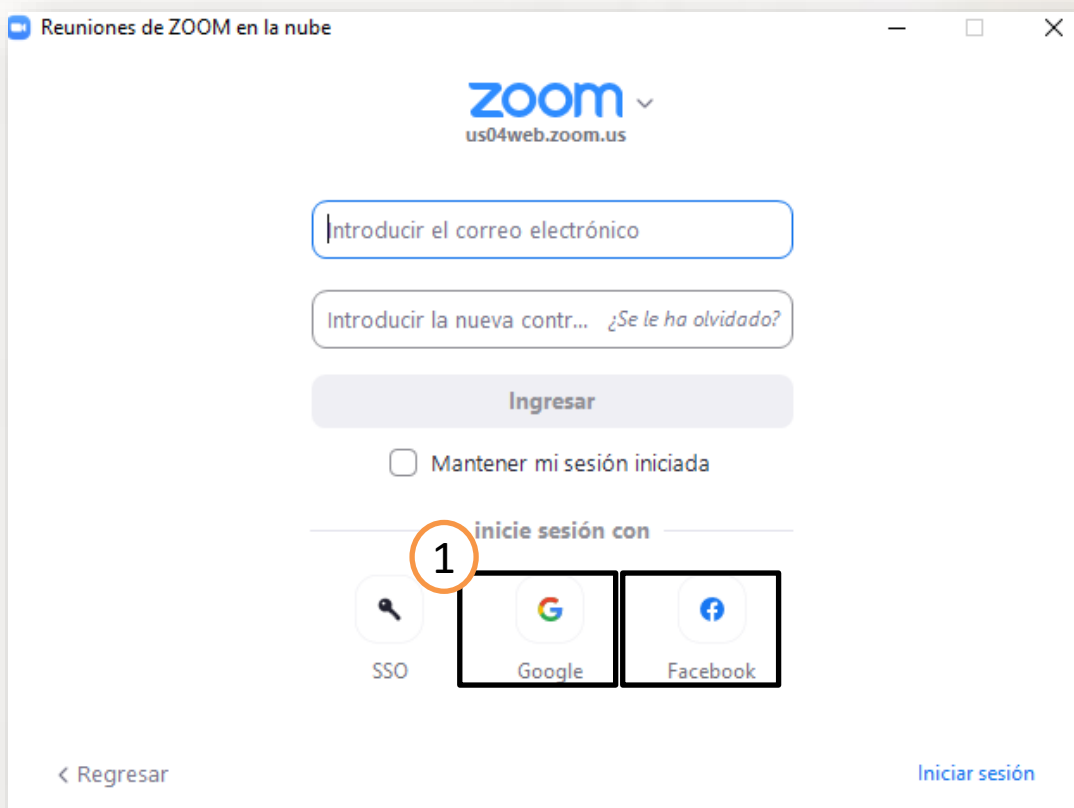 Reuniones de ZOOM en la nube
zoom
us04web.zoom.us
Introducir el correo electrónico
Introducir la nueva contr... ¿Se le ha olvidado?
Ingresar
Mantener mi sesión iniciada
inicie sesión con
1
SSO Google Facebook
< Regresar Iniciar sesión